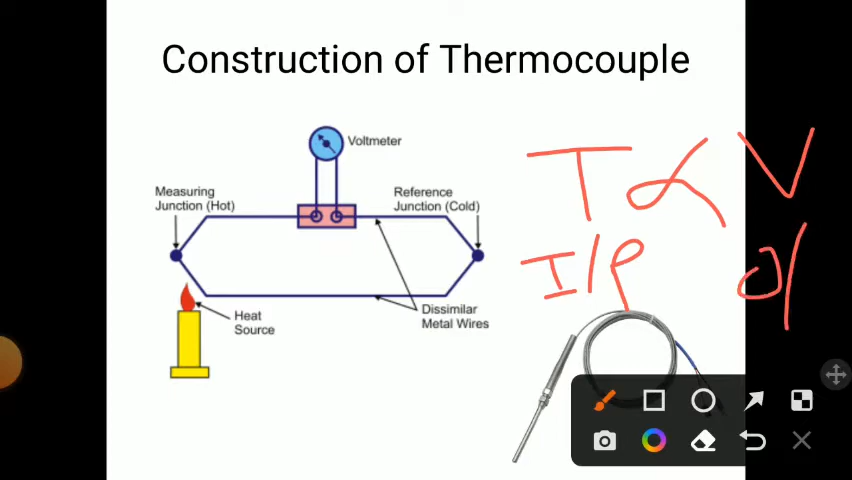 Construction of Thermocouple
Voltmeter
Measuring
Junction (Hot)
Reference
Junction (Cold)
T ∝ V
I/P
O/
Heat
Source
Dissimilar
Metal Wires